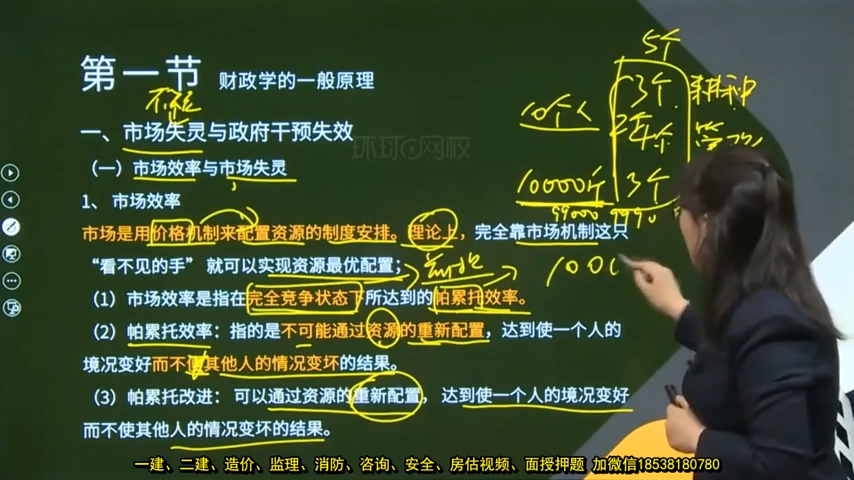 第一节 财政学的一般原理
一、市场失灵与政府干预失效
（一）市场效率与市场失灵
1、 市场效率
市场是用价格机制来配置资源的制度安排。理论上，完全靠市场机制这只
“看不见的手” 就可以实现资源最优配置；
（1）市场效率是指在完全竞争状态下所达到的帕累托效率。
（2）帕累托效率：指的是不可能通过资源的重新配置，达到使一个人的
境况变好而不使其他人的情况变坏的结果。
（3）帕累托改进： 可以通过资源的重新配置， 达到使一个人的境况变好
而不使其他人的情况变坏的结果。
环球网校
5个
3个 耕种
10个人
10000斤 3个
99000 9990
一建、二建、造价、监理、消防、咨询、安全、房估视频、面授押题 加微信18538180780